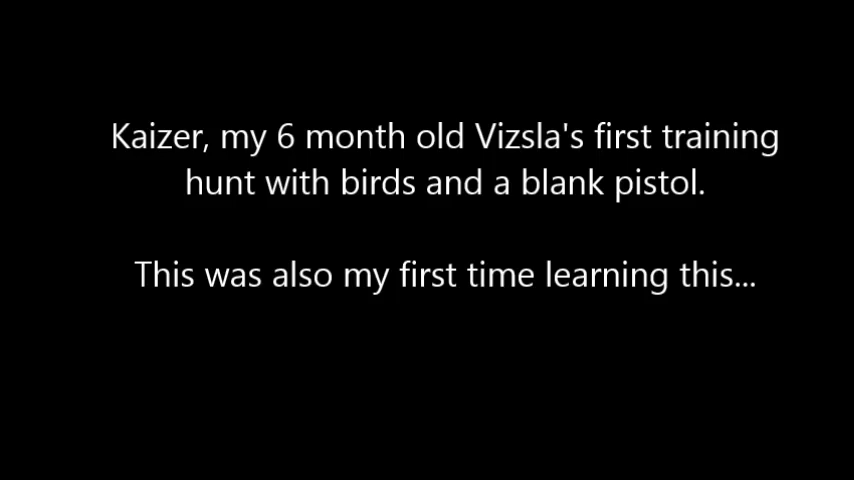 Kaizer, my 6 month old Vizsla's first training
hunt with birds and a blank pistol.
This was also my first time learning this...